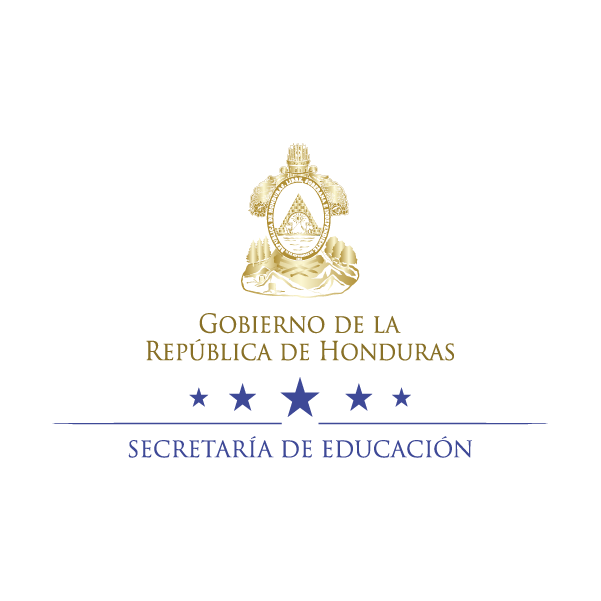 GOBIERNO DE LA
REPÚBLICA DE HONDURAS
SECRETARÍA DE EDUCACIÓN